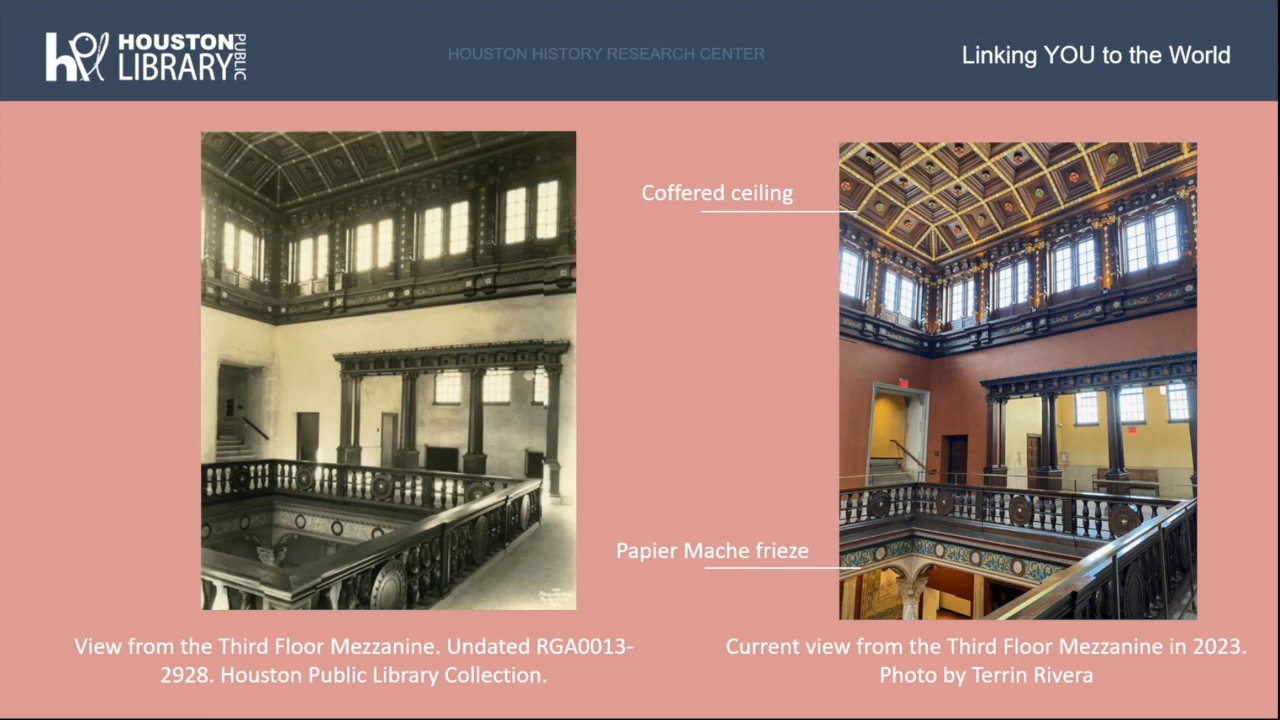 HOUSTON
LIBRARY
PUBLIC
HOUSTON HISTORY RESEARCH CENTER
Linking YOU to the World
Coffered ceiling
Papier Mache frieze
View from the Third Floor Mezzanine. Undated RGA0013-
2928. Houston Public Library Collection.
Current view from the Third Floor Mezzanine in 2023.
Photo by Terrin Rivera